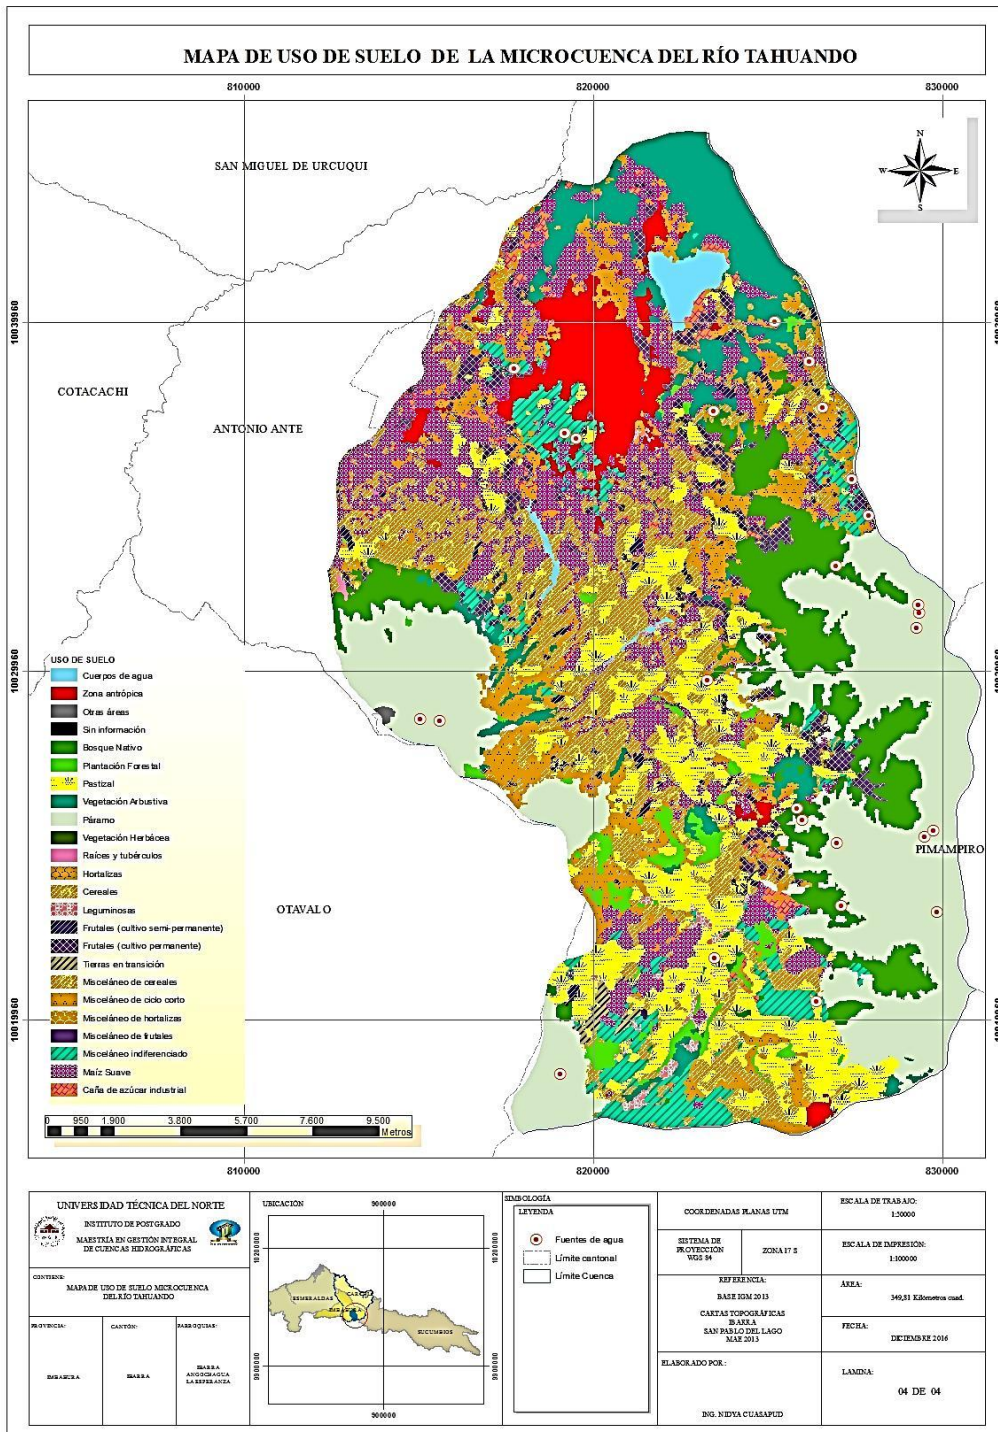 MAPA DE USO DE SUELO DE LA MICROCUENCA DEL RÍO TAHUANDO
810000 820000 830000
N
W E
S
SAN MIGUEL DE URCUQUI
10039960
COTACACHI
ANTONIO ANTE
10029960
OTAVALO
PIMAMPIRO
10019960
USO DE SUELO
Cuerpos de agua
Zona antrópica
Otras áreas
Sin información
Bosque Nativo
Plantación Forestal
Pastizal
Vegetación Arbustiva
Páramo
Vegetación Herbácea
Raíces y tubérculos
Hortalizas
Cereales
Leguminosas
Frutales (cultivo semi-permanente)
Frutales (cultivo permanente)
Tierras en transición
Misceláneo de cereales
Misceláneo de ciclo corto
Misceláneo de hortalizas
Misceláneo de frutales
Misceláneo indiferenciado
Maíz Suave
Caña de azúcar industrial
0 950 1.900 3.800 5.700 7.600 9.500
Metros
810000 820000 830000
UNIVERSIDAD TÉCNICA DEL NORTE
INSTITUTO DE POSTGRADO
MAESTRÍA EN GESTIÓN INTEGRAL
DE CUENCAS HIDROGRÁFICAS
CONTIENE:
MAPA DE USO DE SUELO MICROCUENCA
DEL RÍO TAHUANDO
PROVINCIA:
IMBABURA
CANTÓN:
IBARRA
PARROQUIAS:
IBARRA
ANGOCHAGUA
LA ESPERANZA
UBICACIÓN
900000
10200000
10200000
ESMERALDAS
CARCHI
IMBABURA
SUCUMBIOS
9900000
9900000
900000
SIMBOLOGÍA
LEYENDA
Fuentes de agua
Límite cantonal
Límite Cuenca
COORDENADAS PLANAS UTM
SISTEMA DE
PROYECCIÓN
WGS 84
ZONA 17 S
REFERENCIA:
BASE IGM 2013
CARTAS TOPOGRÁFICAS
IBARRA
SAN PABLO DEL LAGO
MAE 2013
ELABORADO POR:
ING. NIDYA CUASAPUD
ESCALA DE TRABAJO:
1:50000
ESCALA DE IMPRESIÓN:
1:100000
ÁREA:
349,81 Kilometros cuad.
FECHA:
DICIEMBRE 2016
LAMINA:
04 DE 04